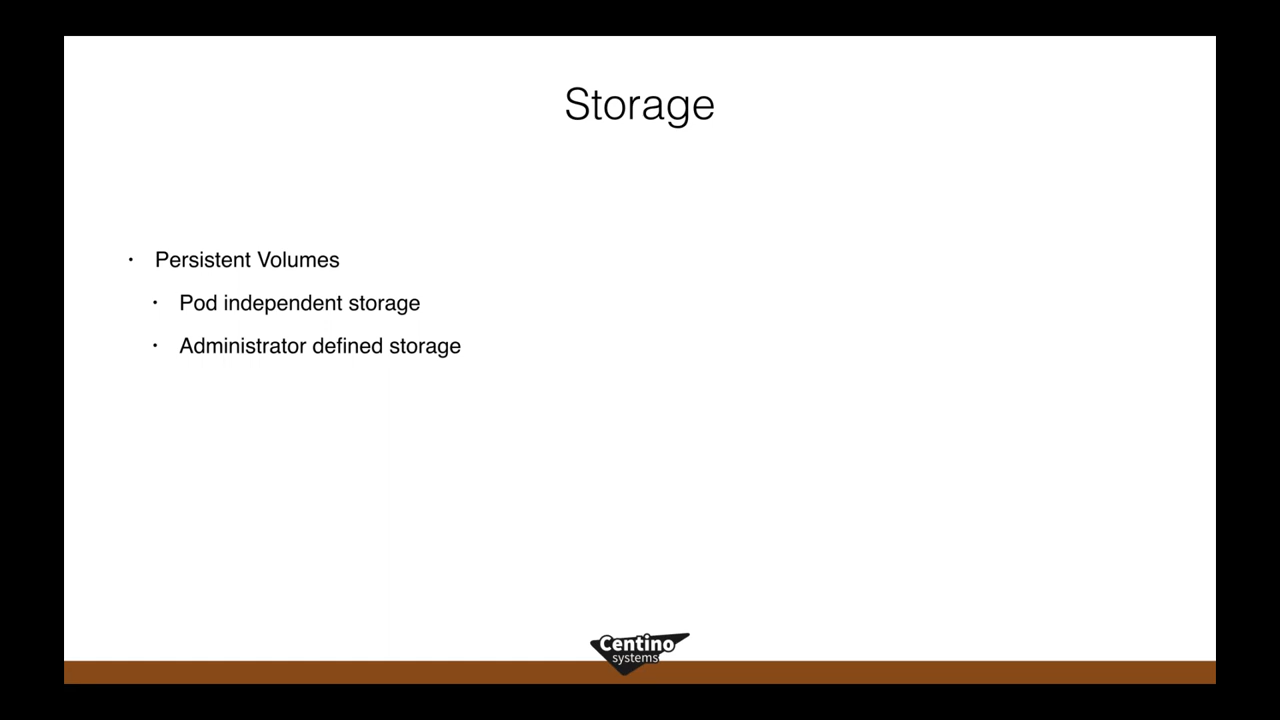 Storage
• Persistent Volumes
• Pod independent storage
• Administrator defined storage
Centino
systems